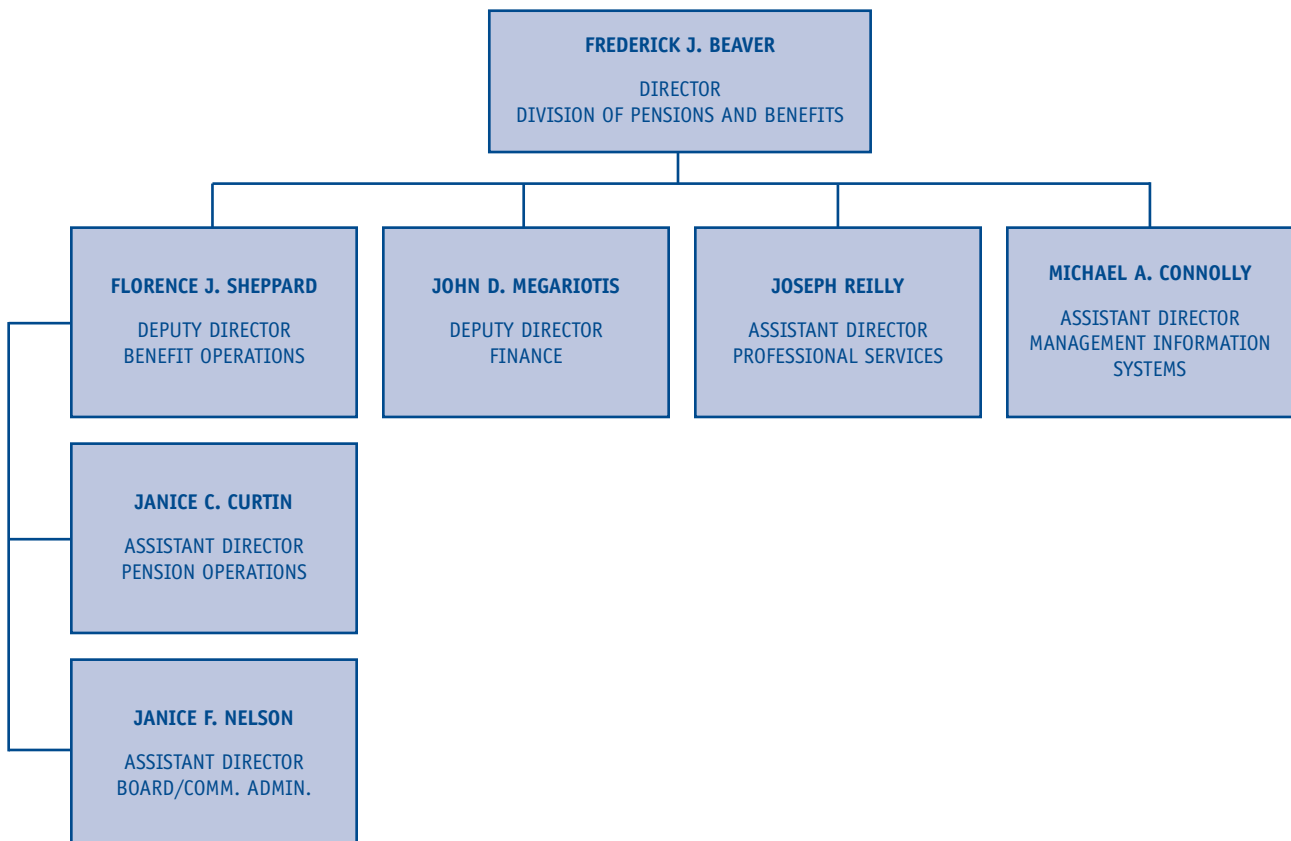 FREDERICK J. BEAVER
DIRECTOR
DIVISION OF PENSIONS AND BENEFITS
FLORENCE J. SHEPPARD
DEPUTY DIRECTOR
BENEFIT OPERATIONS
JOHN D. MEGARIOTIS
DEPUTY DIRECTOR
FINANCE
JOSEPH REILLY
ASSISTANT DIRECTOR
PROFESSIONAL SERVICES
MICHAEL A. CONNOLLY
ASSISTANT DIRECTOR
MANAGEMENT INFORMATION
SYSTEMS
JANICE C. CURTIN
ASSISTANT DIRECTOR
PENSION OPERATIONS
JANICE F. NELSON
ASSISTANT DIRECTOR
BOARD/COMM. ADMIN.